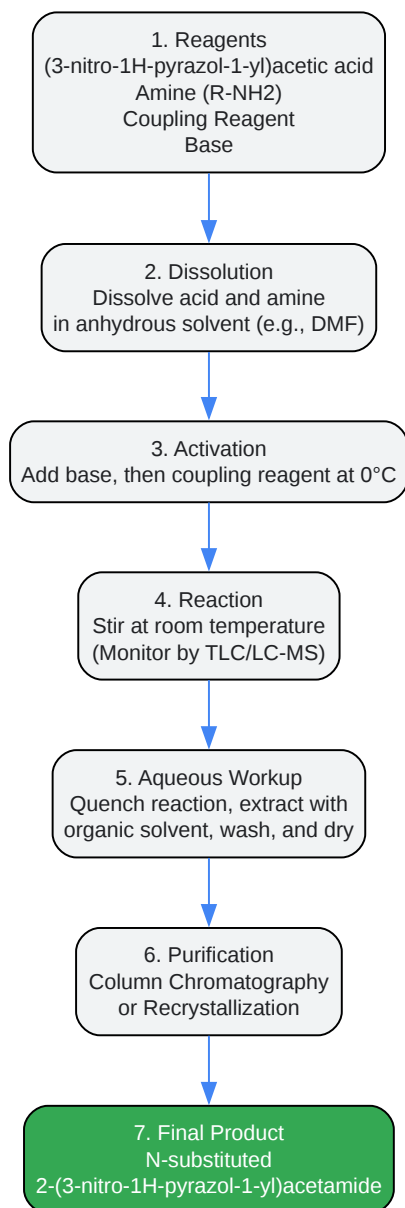 1. Reagents
(3-nitro-1H-pyrazol-1-yl)acetic acid
Amine (R-NH2)
Coupling Reagent
Base
2. Dissolution
Dissolve acid and amine
in anhydrous solvent (e.g., DMF)
3. Activation
Add base, then coupling reagent at 0°C
4. Reaction
Stir at room temperature
(Monitor by TLC/LC-MS)
5. Aqueous Workup
Quench reaction, extract with
organic solvent, wash, and dry
6. Purification
Column Chromatography
or Recrystallization
7. Final Product
N-substituted
2-(3-nitro-1H-pyrazol-1-yl)acetamide